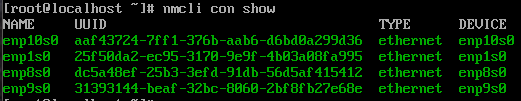 [root@localhost ~]# nmcli con show
NAME UUID TYPE DEVICE
enp10s0 aaf43724-7ff1-376b-aab6-d6bd0a299d36 ethernet enp10s0
enp1s0 25f50da2-ec95-3170-9e9f-4b03a08fa995 ethernet enp1s0
enp8s0 dc5a48ef-25b3-3efd-91db-56d5af415412 ethernet enp8s0
enp9s0 31393144-beaf-32bc-8060-2bf8fb27e68e ethernet enp9s0
[root@localhost ~]#